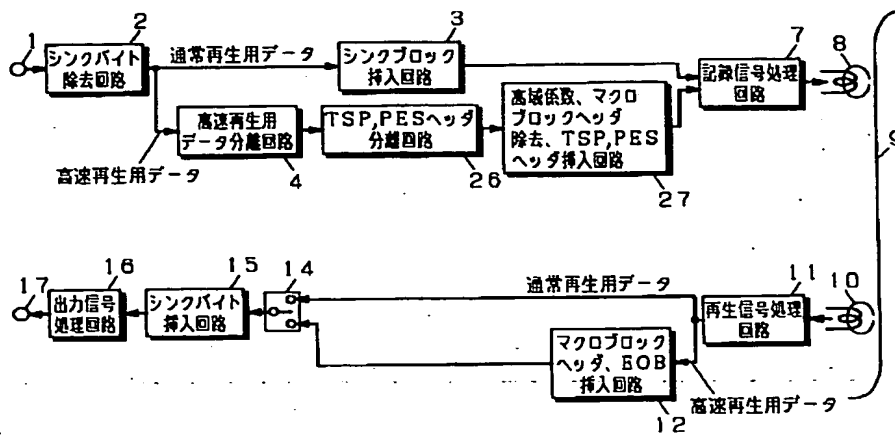 1
2
シンクバイト
除去回路
通常再生用データ
3
シンクブロック
挿入回路
7
記録信号処理
回路
8
9
高速再生用
データ分離回路
4
高速再生用データ
TSP,PESヘッダ
分離回路
26
高域係数、マクロ
ブロックヘッダ
除去、TSP,PES
ヘッダ挿入回路
27
17
16
出力信号
処理回路
15
シンクバイト
挿入回路
14
通常再生用データ
11
再生信号処理
回路
10
マクロブロック
ヘッダ、EOB
挿入回路
12
高速再生用データ